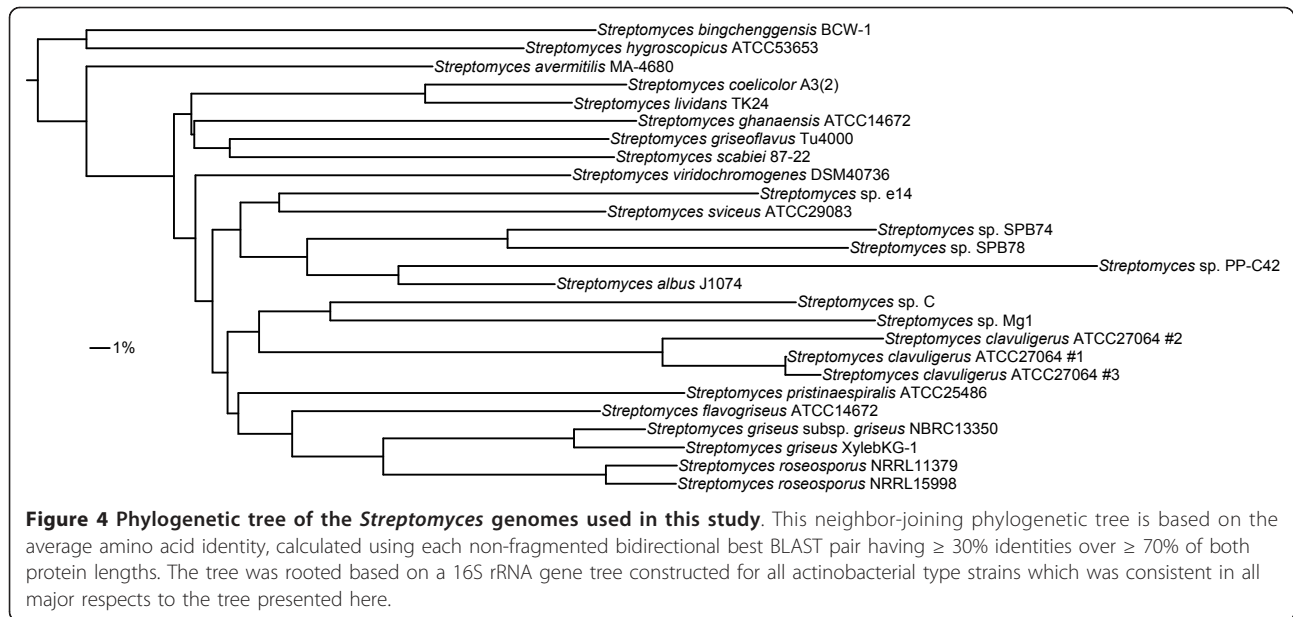 Streptomyces bingchenggensis BCW-1
Streptomyces hygroscopicus ATCC53653
Streptomyces avermitilis MA-4680
Streptomyces coelicolor A3(2)
Streptomyces lividans TK24
Streptomyces ghanaensis ATCC14672
Streptomyces griseoflavus Tu4000
Streptomyces scabiei 87-22
Streptomyces viridochromogenes DSM40736
Streptomyces sp. e14
Streptomyces sviceus ATCC29083
Streptomyces sp. SPB74
Streptomyces sp. SPB78
Streptomyces sp. PP-C42
Streptomyces albus J1074
Streptomyces sp. C
Streptomyces sp. Mg1
Streptomyces clavuligerus ATCC27064 #2
1%
Streptomyces clavuligerus ATCC27064 #1
Streptomyces clavuligerus ATCC27064 #3
Streptomyces pristinaespiralis ATCC25486
Streptomyces flavogriseus ATCC14672
Streptomyces griseus subsp. griseus NBRC13350
Streptomyces griseus XylebKG-1
Streptomyces roseosporus NRRL11379
Streptomyces roseosporus NRRL15998
Figure 4 Phylogenetic tree of the Streptomyces genomes used in this study. This neighbor-joining phylogenetic tree is based on the
average amino acid identity, calculated using each non-fragmented bidirectional best BLAST pair having ≥ 30% identities over ≥ 70% of both
protein lengths. The tree was rooted based on a 16S rRNA gene tree constructed for all actinobacterial type strains which was consistent in all
major respects to the tree presented here.